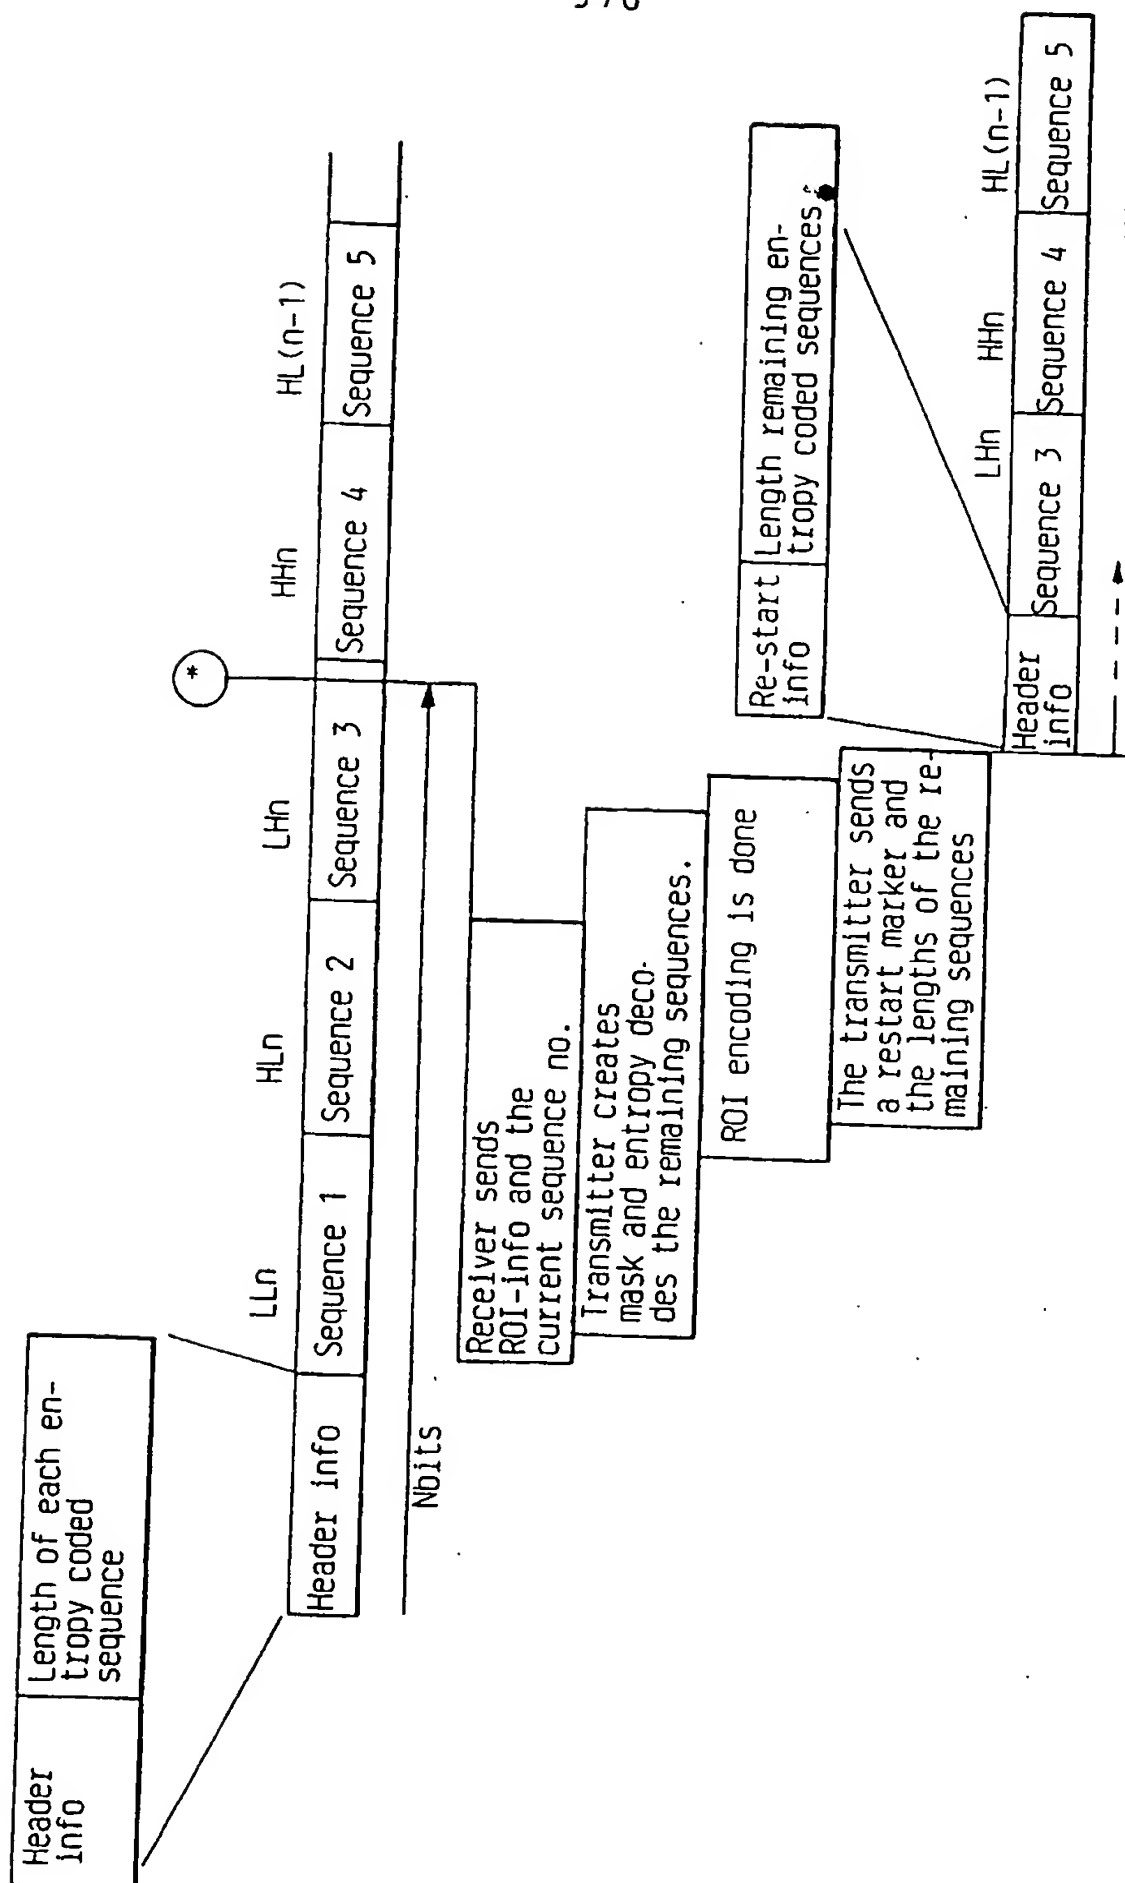 Header
info
Length of each en-
tropy coded
sequence
LLn
HLn
LHn
HHn
HL(n-1)
Header info
Sequence 1
Sequence 2
Sequence 3
Sequence 4
Sequence 5
*
Nbits
Receiver sends
ROI-info and the
current sequence no.
Transmitter creates
mask and entropy deco-
des the remaining sequences.
ROI encoding is done
The transmitter sends
a restart marker and
the lengths of the re-
maining sequences
Re-start
info
Length remaining en-
tropy coded sequences
LHn
HHn
HL(n-1)
Header
info
Sequence 3
Sequence 4
Sequence 5